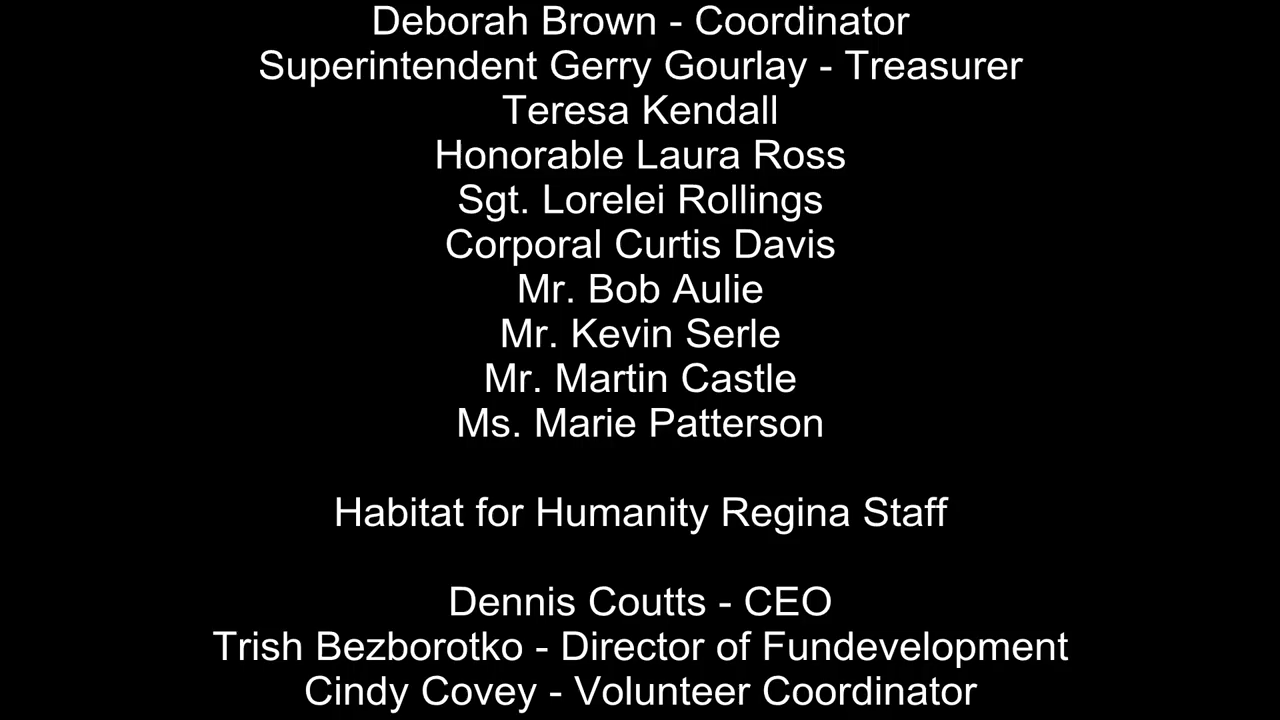 Deborah Brown - Coordinator
Superintendent Gerry Gourlay - Treasurer
Teresa Kendall
Honorable Laura Ross
Sgt. Lorelei Rollings
Corporal Curtis Davis
Mr. Bob Aulie
Mr. Kevin Serle
Mr. Martin Castle
Ms. Marie Patterson
Habitat for Humanity Regina Staff
Dennis Coutts - CEO
Trish Bezborotko - Director of Fundevelopment
Cindy Covey - Volunteer Coordinator